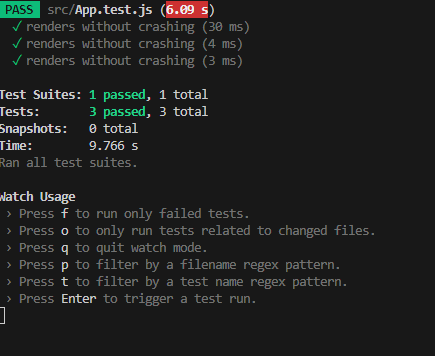 PASS src/App.test.js (6.09 s)
✓ renders without crashing (30 ms)
✓ renders without crashing (4 ms)
✓ renders without crashing (3 ms)
Test Suites: 1 passed, 1 total
Tests: 3 passed, 3 total
Snapshots: 0 total
Time: 9.766 s
Ran all test suites.
Watch Usage
› Press f to run only failed tests.
› Press o to only run tests related to changed files.
› Press q to quit watch mode.
› Press p to filter by a filename regex pattern.
› Press t to filter by a test name regex pattern.
› Press Enter to trigger a test run.